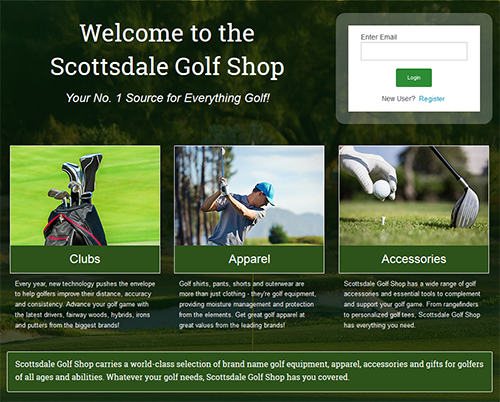 Welcome to the
Scottsdale Golf Shop
Your No. 1 Source for Everything Golf!
Enter Email
Login
New User? Register
Clubs
Every year, new technology pushes the envelope
to help golfers improve their distance, accuracy
and consistency. Advance your golf game with
the latest drivers, fairway woods, hybrids, irons
and putters from the biggest brands!
Apparel
Golf shirts, pants, shorts and outerwear are
more than just clothing - they're golf equipment,
providing moisture management and protection
from the elements. Get great golf apparel at
great values from the leading brands!
Accessories
Scottsdale Golf Shop has a wide range of golf
accessories and essential tools to complement
and support your golf game. From rangefinders
to personalized golf tees, Scottsdale Golf Shop
has everything you need.
Scottsdale Golf Shop carries a world-class selection of brand name golf equipment, apparel, accessories and gifts for golfers
of all ages and abilities. Whatever your golf needs, Scottsdale Golf Shop has you covered.